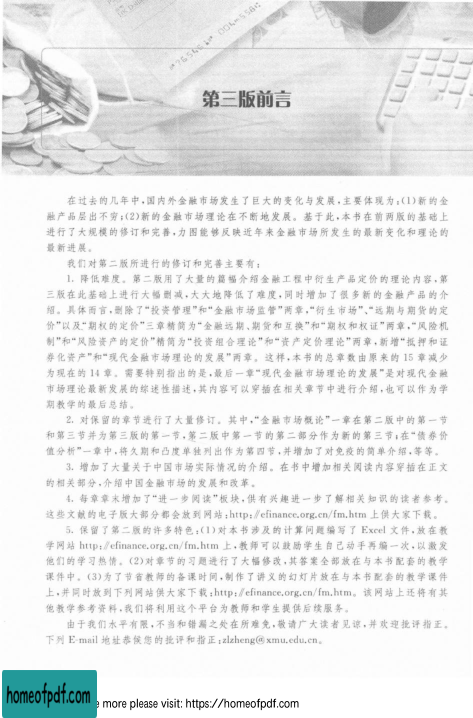 第三版前言
在过去的几年中,国内外金融市场发生了巨大的变化与发展,主要体现为:(1)新的金
融产品层出不穷;(2)新的金融市场理论在不断地发展。基于此,本书在前两版的基础上
进行了大规模的修订和完善,力图能够反映近年来金融市场所发生的最新变化和理论的
最新进展。
我们对第二版所进行的修订和完善主要有:
1. 降低难度。第二版用了大量的篇幅介绍金融工程中衍生产品定价的理论内容,第
三版在此基础上进行大幅删减,大大地降低了难度,同时增加了很多新的金融产品的介
绍。具体而言,删除了“投资管理”和“金融市场监管”两章,“衍生市场”、“远期与期货的定
价”以及“期权的定价”三章精简为“金融远期、期货和互换”和“期权和权证”两章,“风险机
制”和“风险资产的定价”精简为“投资组合理论”和“资产定价理论”两章,新增“抵押和证
券化资产”和“现代金融市场理论的发展”两章。这样,本书的总章数由原来的 15 章减少
为现在的 14 章。需要特别指出的是,最后一章“现代金融市场理论的发展”是对现代金融
市场理论最新发展的综述性描述,其内容可以穿插在相关章节中进行介绍,也可以作为学
期教学的最后总结。
2. 对保留的章节进行了大量修订。其中,“金融市场概论”一章在第二版中的第一节
和第三节并为第三版的第一节,第二版中第一节的第二部分作为新的第三节;在“债券价
值分析”一章中,将久期和凸度单独列出作为第四节,并增加了对免疫的简单介绍,等等。
3. 增加了大量关于中国市场实际情况的介绍。在书中增加相关阅读内容穿插在正文
的相关部分,介绍中国金融市场的发展和改革。
4. 每章章末增加了“进一步阅读”板块,供有兴趣进一步了解相关知识的读者参考。
这些文献的电子版大部分都会放到网站:http://efinance.org.cn/fm.htm 上供大家下载。
5. 保留了第二版的许多特色:(1)对本书涉及的计算问题编写了 Excel 文件,放在教
学网站 http://efinance.org.cn/fm.htm 上,教师可以鼓励学生自己动手再编一次,以激发
他们的学习热情。(2)对章节的习题进行了大幅修改,其答案全部放在与本书配套的教学
课件中。(3)为了节省教师的备课时间,制作了讲义的幻灯片放在与本书配套的教学课件
上,并同时放到下列网站供大家下载:http://efinance.org.cn/fm.htm。该网站上还将有其
他教学参考资料,我们将利用这个平台为教师和学生提供后续服务。
由于我们水平有限,不当和错漏之处在所难免,敬请广大读者见谅,并欢迎批评指正。
下列 E-mail 地址恭候您的批评和指正:zlzheng@xmu.edu.cn。
homeofpdf.com
e more please visit: https://homeofpdf.com